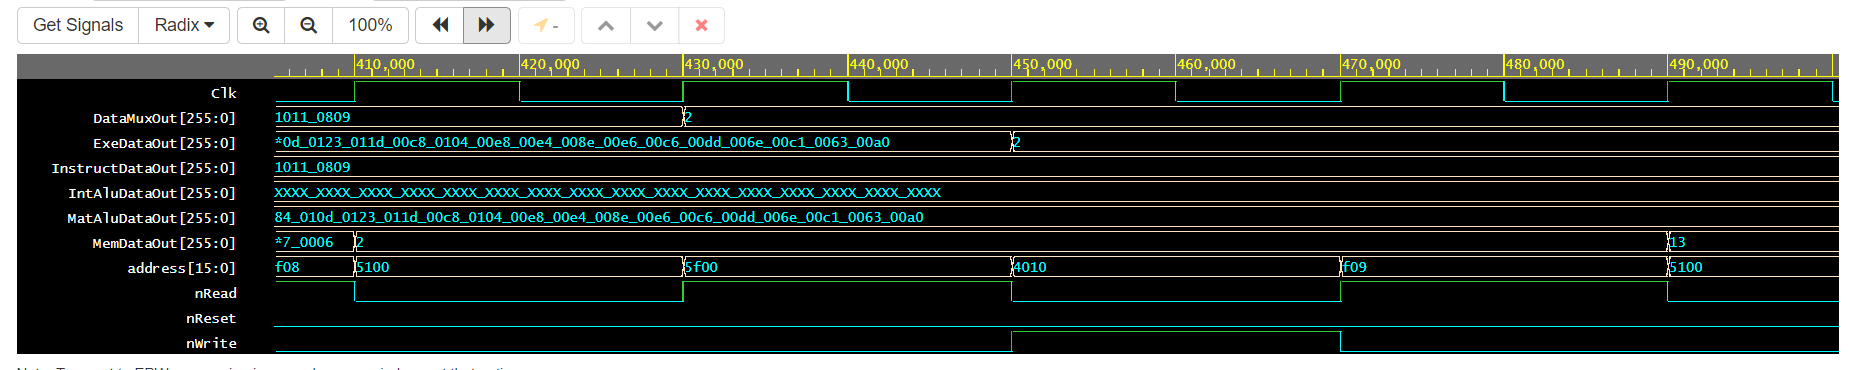 Get Signals Radix 100% -
410,000 420,000 430,000 440,000 450,000 460,000 470,000 480,000 490,000
Clk
DataMuxOut[255:0] 1011_0809 2
ExeDataOut[255:0] *0d_0123_011d_00c8_0104_00e8_00e4_008e_00e6_00c6_00dd_006e_00c1_0063_00a0 2
InstructDataOut[255:0] 1011_0809
IntAluDataOut[255:0] XXXX_XXXX_XXXX_XXXX_XXXX_XXXX_XXXX_XXXX_XXXX_XXXX_XXXX_XXXX_XXXX_XXXX_XXXX_XXXX
MatAluDataOut[255:0] 84_010d_0123_011d_00c8_0104_00e8_00e4_008e_00e6_00c6_00dd_006e_00c1_0063_00a0
MemDataOut[255:0] *7_0006 2 13
address[15:0] f08 5100 5f00 4010 f09 5100
nRead
nReset
nWrite